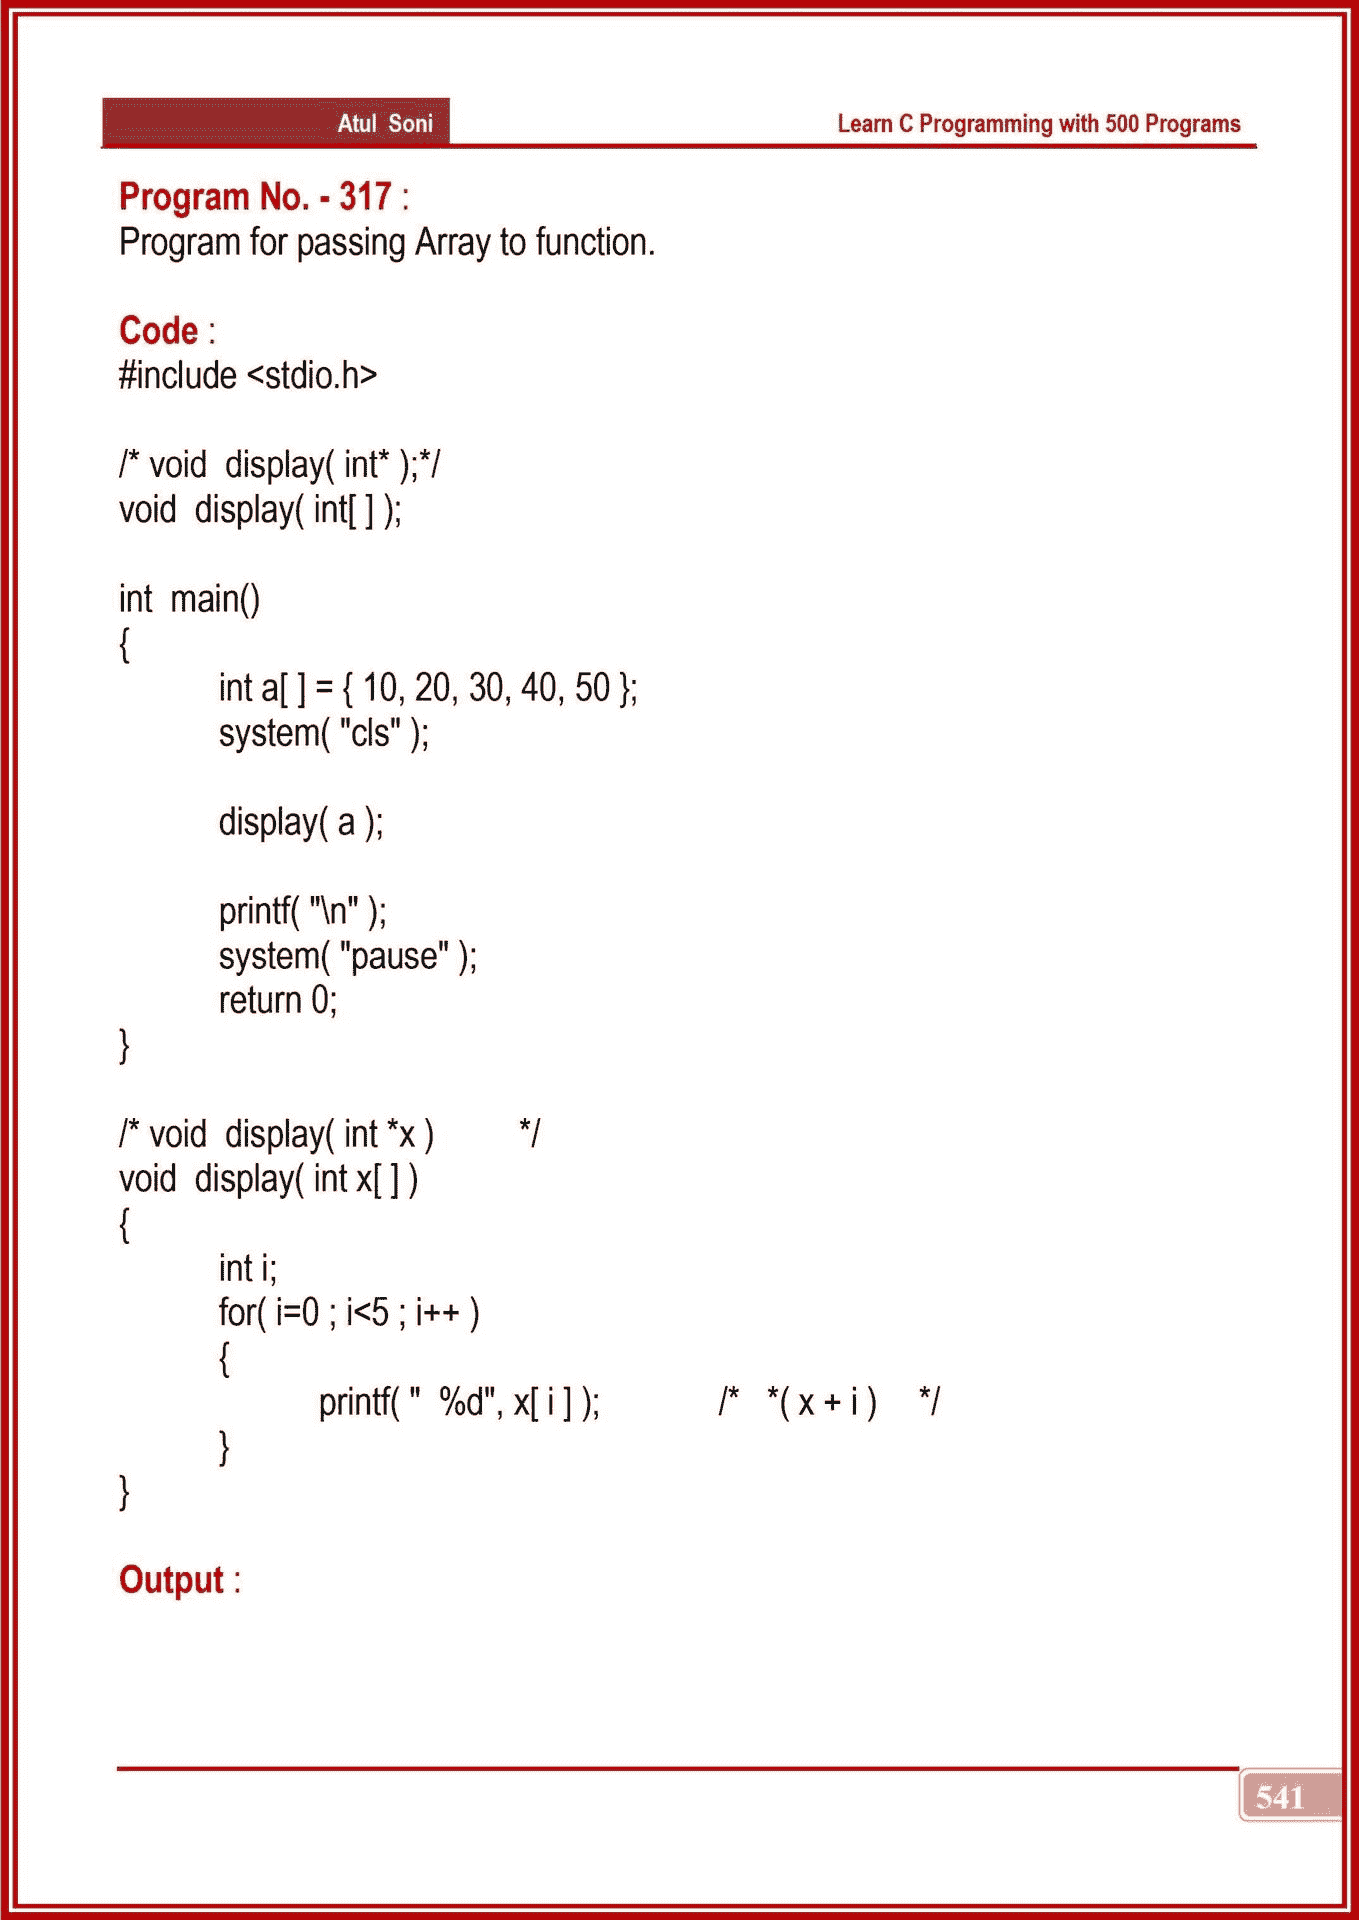 Atul  Soni
Learn C Programming with 500 Programs
Program No. - 317 :
Program for passing Array to function.
Code :
#include <stdio.h>
/* void  display( int* );*/
void  display( int[ ] );
int  main()
{
int a[ ] = { 10, 20, 30, 40, 50 };
system( "cls" );
display( a );
printf( "\n" );
system( "pause" );
return 0;
}
/* void  display( int *x )          */
void  display( int x[ ] )
{
int i;
for( i=0 ; i<5 ; i++ )
{
printf( "  %d", x[ i ] );          /*   *( x + i )    */
}
}
Output :
541